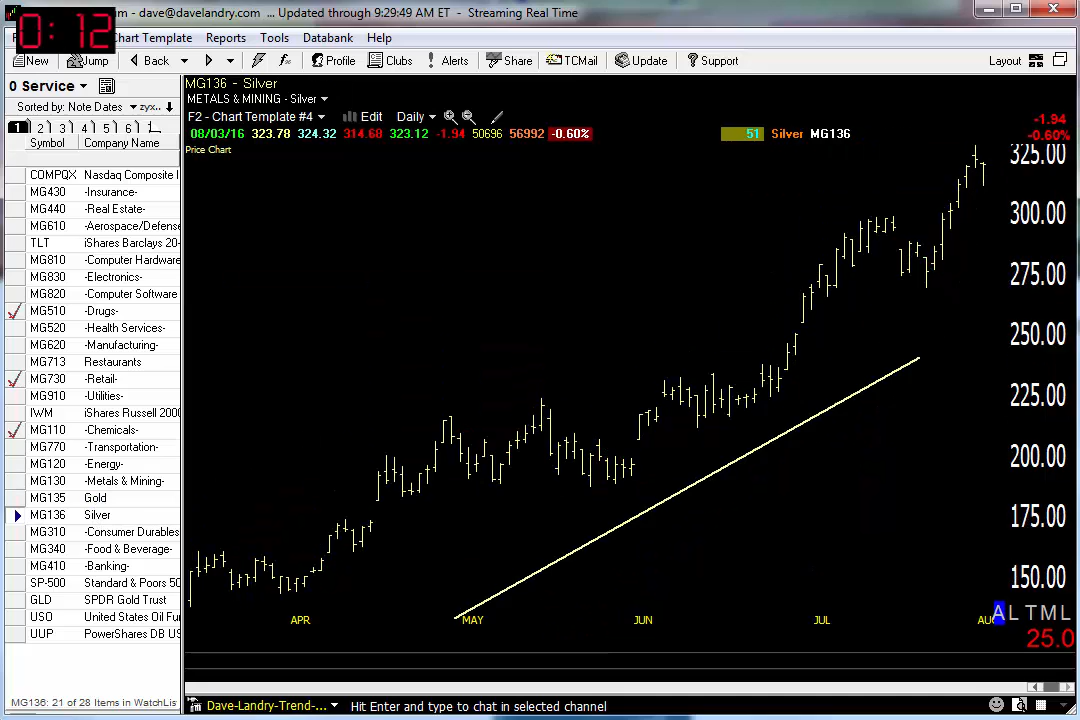 um - dave@davelandry.com ... Updated through 9:29:49 AM ET - Streaming Real Time
0:12
Chart Template Reports Tools Databank Help
New Jump Back Profile Clubs Alerts Share TCMail Update Support Layout
0 Service
Sorted by: Note Dates zyx..
1 2 3 4 5 6
Symbol Company Name
COMPQX Nasdaq Composite I
MG430 -Insurance-
MG440 -Real Estate-
MG610 -Aerospace/Defense
TLT iShares Barclays 20-
MG810 -Computer Hardware
MG830 -Electronics-
MG820 -Computer Software
MG510 -Drugs-
MG520 -Health Services-
MG620 -Manufacturing-
MG713 Restaurants
MG730 -Retail-
MG910 -Utilities-
IWM iShares Russell 2000
MG110 -Chemicals-
MG770 -Transportation-
MG120 -Energy-
MG130 -Metals & Mining-
MG135 Gold
MG136 Silver
MG310 -Consumer Durables
MG340 -Food & Beverage-
MG410 -Banking-
SP-500 Standard & Poors 50
GLD SPDR Gold Trust
USO United States Oil Fu
UUP PowerShares DB US
MG136: 21 of 28 Items in WatchList
MG136 - Silver
METALS & MINING - Silver
F2 - Chart Template #4 Edit Daily
08/03/16 323.78 324.32 314.68 323.12 -1.94 50696 56992 -0.60% 51 Silver MG136
Price Chart
-1.94
-0.60%
325.00
300.00
275.00
250.00
225.00
200.00
175.00
150.00
APR MAY JUN JUL AUG
A L T M L
25.0
Dave-Landry-Trend-... Hit Enter and type to chat in selected channel